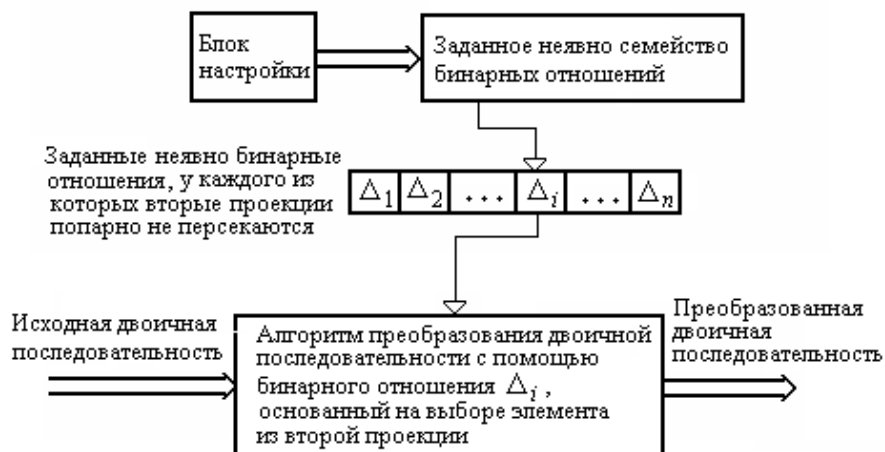 Блок
настройки
Заданное неявно семейство
бинарных отношений
Заданные неявно бинарные
отношения, у каждого из
которых вторые проекции
попарно не персекаются
Δ1 Δ2 ... Δi ... Δn
Исходная двоичная
последовательность
Алгоритм преобразования двоичной
последовательности с помощью
бинарного отношения Δi ,
основанный на выборе элемента
из второй проекции
Преобразованная
двоичная
последовательность